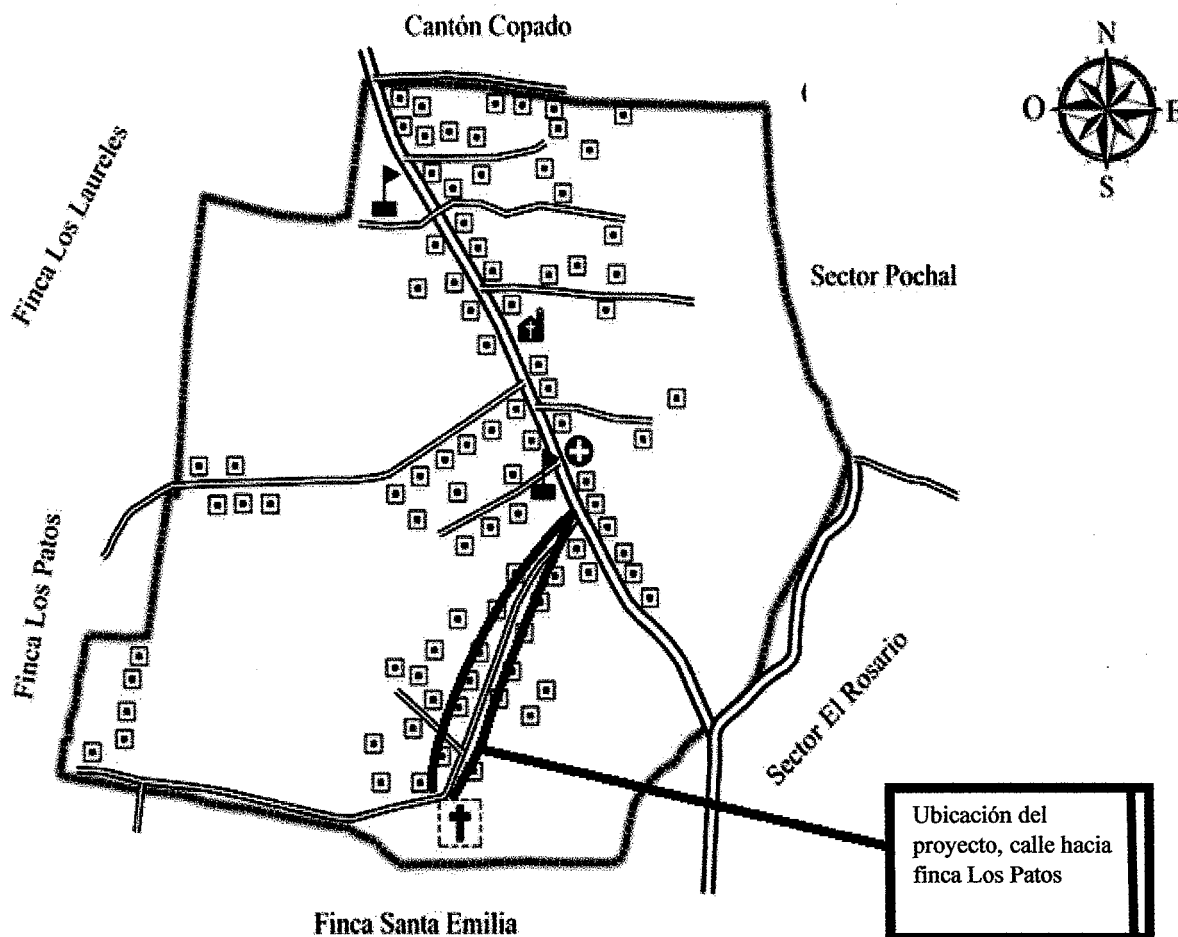 Cantón Copado
N
O
E
S
Finca Los Laureles
Sector Pochal
Finca Los Patos
Sector El Rosario
Ubicación del
proyecto, calle hacia
finca Los Patos
Finca Santa Emilia